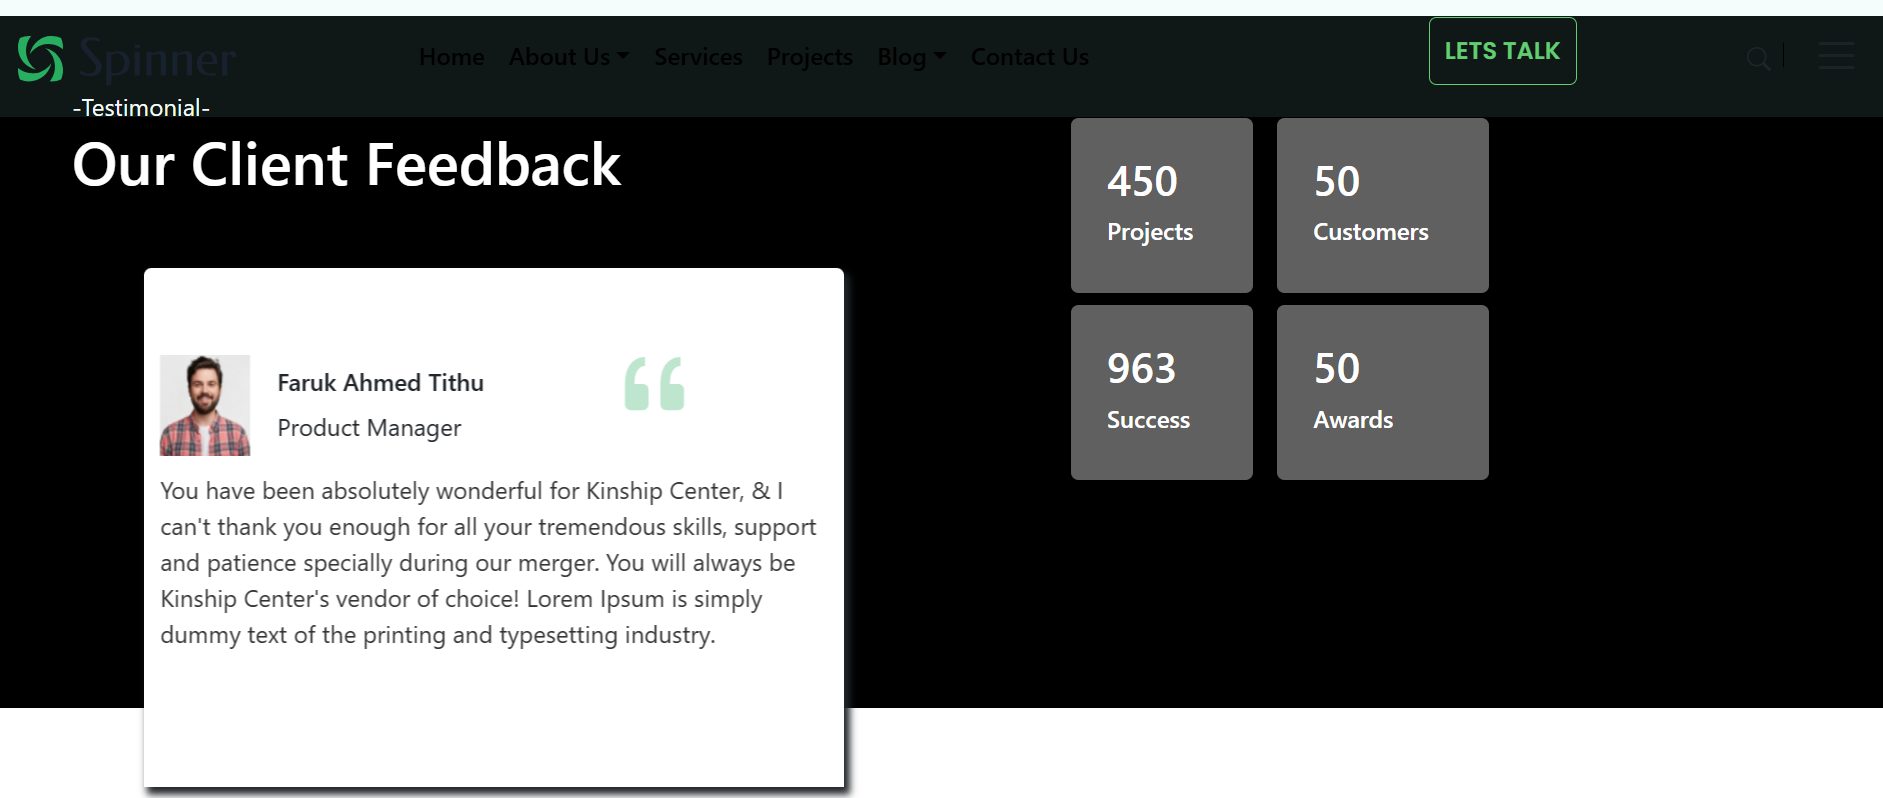 Spinner
Home About Us Services Projects Blog Contact Us
LETS TALK
-Testimonial-
Our Client Feedback
450
Projects
50
Customers
963
Success
50
Awards
Faruk Ahmed Tithu
Product Manager
You have been absolutely wonderful for Kinship Center, & I
can't thank you enough for all your tremendous skills, support
and patience specially during our merger. You will always be
Kinship Center's vendor of choice! Lorem Ipsum is simply
dummy text of the printing and typesetting industry.